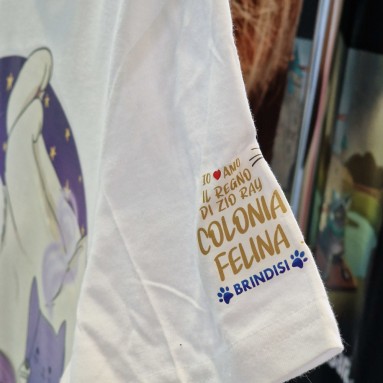 IO ❤ AMO
IL REGNO
DI ZIO RAY
COLONIA
FELINA
BRINDISI